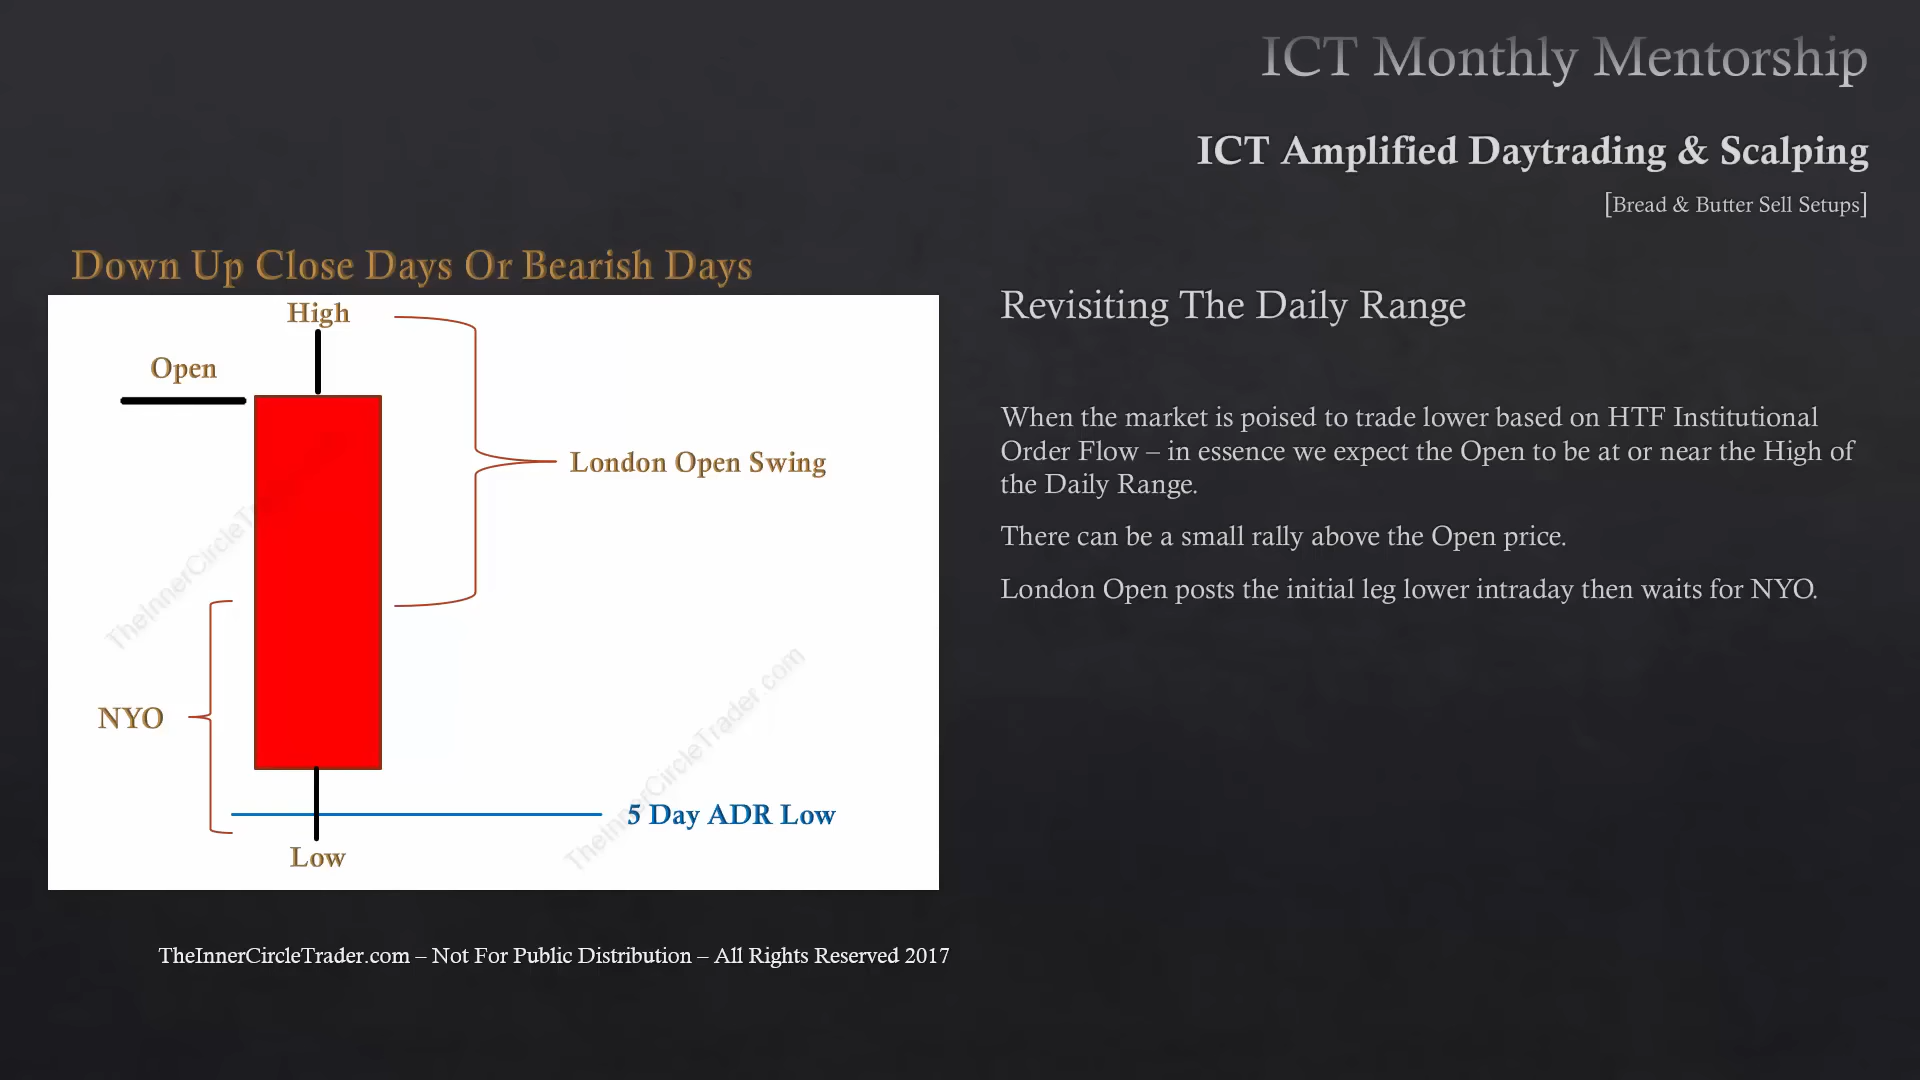 ICT Monthly Mentorship
ICT Amplified Daytrading & Scalping
[Bread & Butter Sell Setups]
Down Up Close Days Or Bearish Days
High
Open
London Open Swing
NYO
5 Day ADR Low
Low
TheInnerCircleTrader.com
Revisiting The Daily Range
When the market is poised to trade lower based on HTF Institutional
Order Flow – in essence we expect the Open to be at or near the High of
the Daily Range.
There can be a small rally above the Open price.
London Open posts the initial leg lower intraday then waits for NYO.
TheInnerCircleTrader.com – Not For Public Distribution – All Rights Reserved 2017